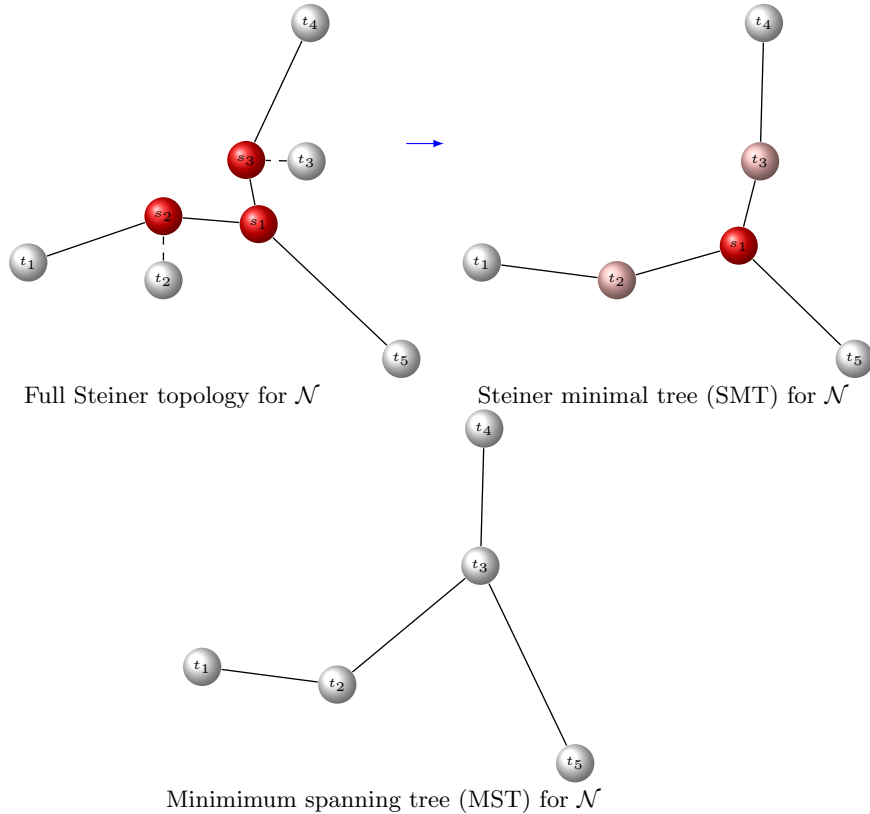 t4
s3
t3
s2
s1
t1
t2
t5
Full Steiner topology for 𝒩
t4
t3
s1
t1
t2
t5
Steiner minimal tree (SMT) for 𝒩
t4
t3
t1
t2
t5
Minimimum spanning tree (MST) for 𝒩